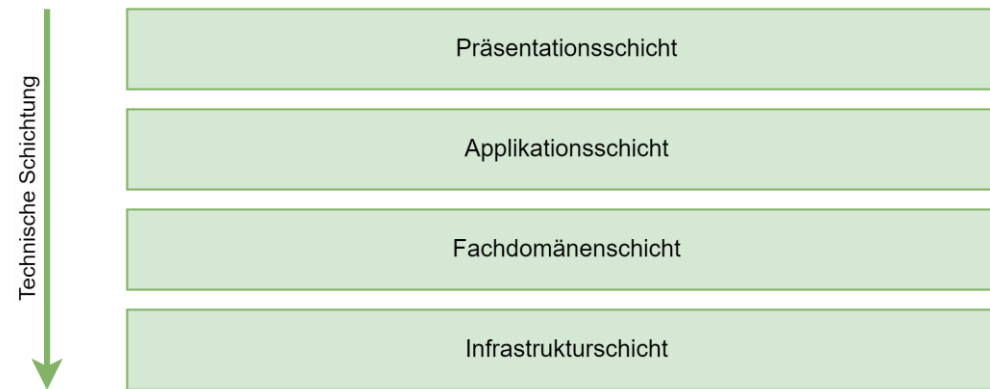 Technische Schichtung
Präsentationsschicht
Applikationsschicht
Fachdomänenschicht
Infrastrukturschicht